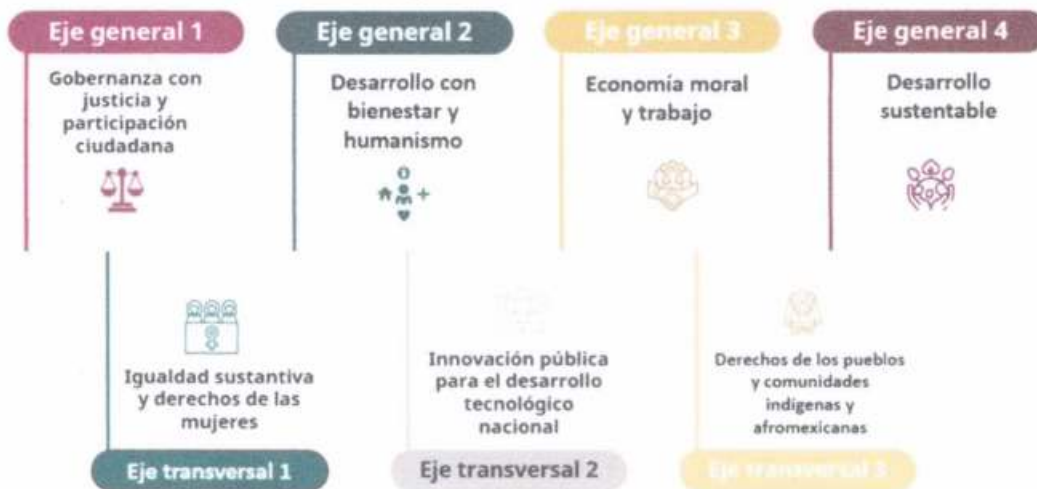 Eje general 1
Gobernanza con
justicia y
participación
ciudadana
Eje general 2
Desarrollo con
bienestar y
humanismo
Eje general 3
Economía moral
y trabajo
Eje general 4
Desarrollo
sustentable
Igualdad sustantiva
y derechos de las
mujeres
Eje transversal 1
Innovación pública
para el desarrollo
tecnológico
nacional
Eje transversal 2
Derechos de los pueblos
y comunidades
indígenas y
afromexicanas
Eje transversal 3